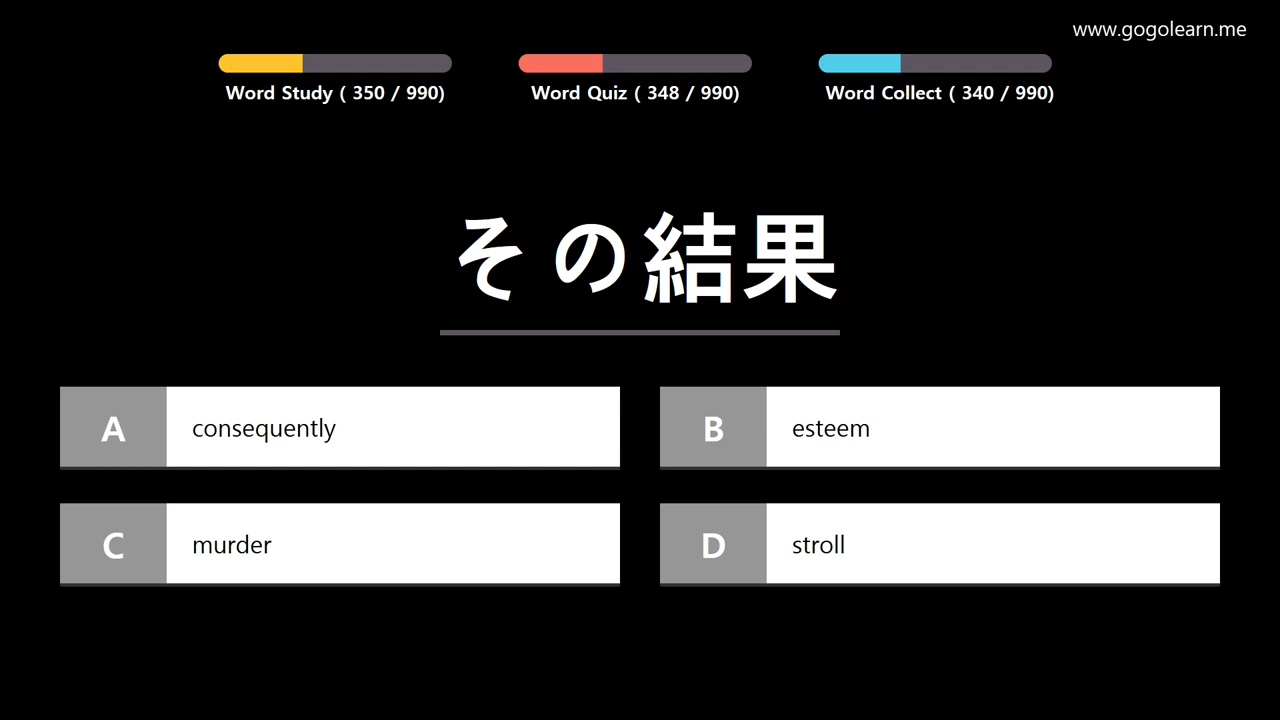 www.gogolearn.me
Word Study ( 350 / 990)
Word Quiz ( 348 / 990)
Word Collect ( 340 / 990)
その結果
A consequently
B esteem
C murder
D stroll